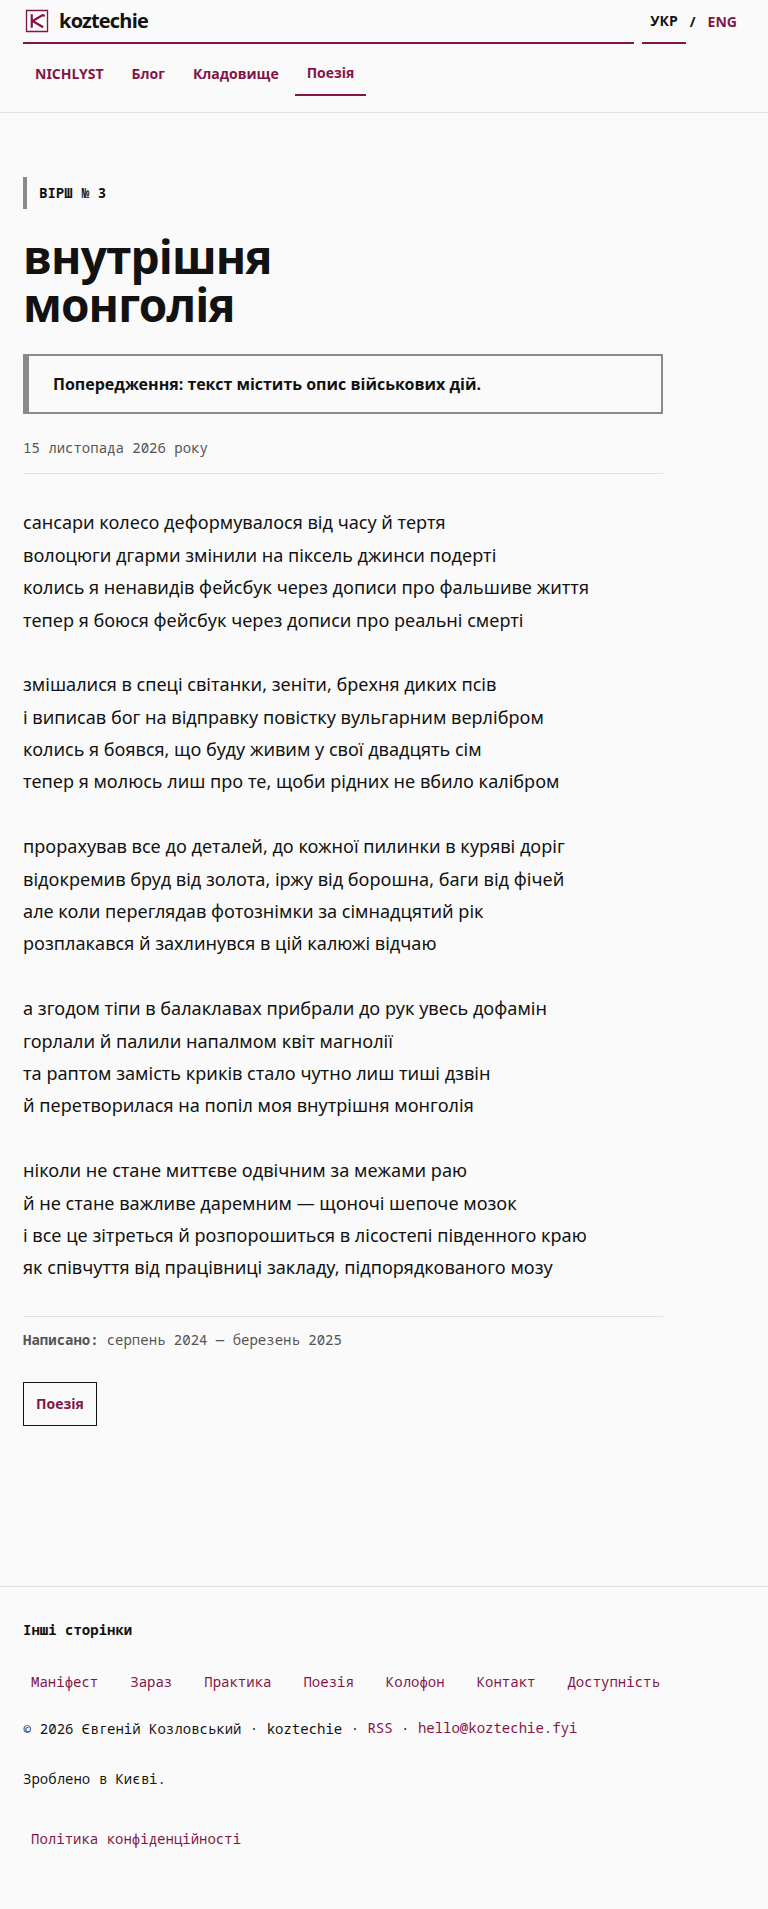 koztechie
УКР / ENG
NICHLYST Блог Кладовище Поезія
ВІРШ № 3
внутрішня
монголія
Попередження: текст містить опис військових дій.
15 листопада 2026 року
сансари колесо деформувалося від часу й тертя
волоцюги дгарми змінили на піксель джинси подерті
колись я ненавидів фейсбук через дописи про фальшиве життя
тепер я боюся фейсбук через дописи про реальні смерті
змішалися в спеці світанки, зеніти, брехня диких псів
і виписав бог на відправку повістку вульгарним верлібром
колись я боявся, що буду живим у свої двадцять сім
тепер я молюсь лиш про те, щоби рідних не вбило калібром
прорахував все до деталей, до кожної пилинки в куряві доріг
відокремив бруд від золота, іржу від борошна, баги від фічей
але коли переглядав фотознімки за сімнадцятий рік
розплакався й захлинувся в цій калюжі відчаю
а згодом тіпи в балаклавах прибрали до рук увесь дофамін
горлали й палили напалмом квіт магнолії
та раптом замість криків стало чутно лиш тиші дзвін
й перетворилася на попіл моя внутрішня монголія
ніколи не стане миттєве одвічним за межами раю
й не стане важливе даремним — щоночі шепоче мозок
і все це зітреться й розпорошиться в лісостепі південного краю
як співчуття від працівниці закладу, підпорядкованого мозу
Написано: серпень 2024 — березень 2025
Поезія
Інші сторінки
Маніфест Зараз Практика Поезія Колофон Контакт Доступність
© 2026 Євгеній Козловський · koztechie · RSS · hello@koztechie.fyi
Зроблено в Києві.
Політика конфіденційності